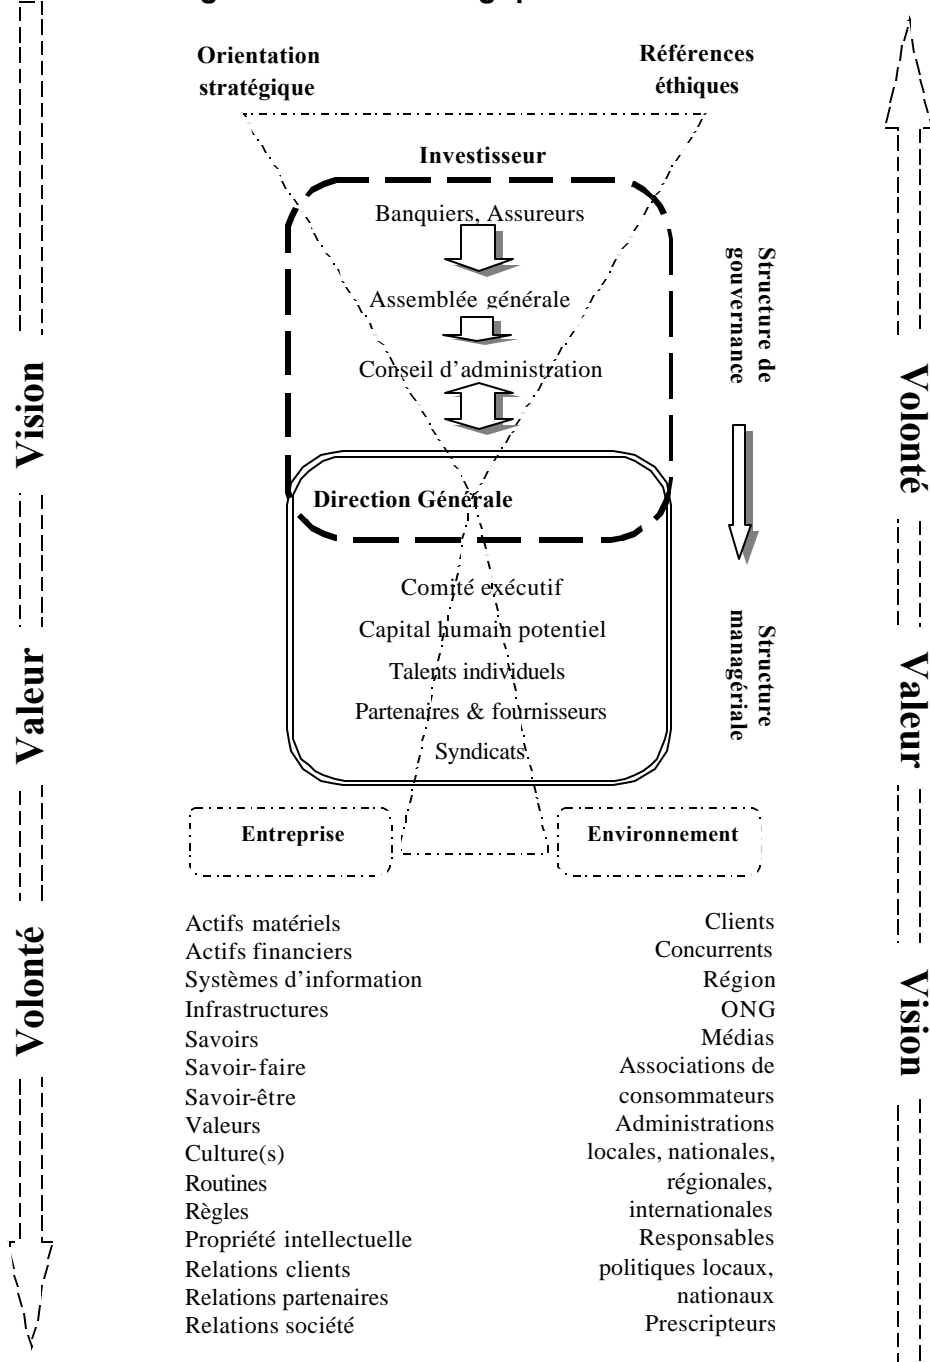 Orientation
stratégique
Références
éthiques
Investisseur
Banquiers, Assureurs
Assemblée générale
Conseil d'administration
Direction Générale
Comité exécutif
Capital humain potentiel
Talents individuels
Partenaires & fournisseurs
Syndicats
Structure de
gouvernance
Structure
managériale
Vision
Valeur
Volonté
Volonté
Valeur
Vision
Entreprise
Environnement
Actifs matériels
Actifs financiers
Systèmes d'information
Infrastructures
Savoirs
Savoir-faire
Savoir-être
Valeurs
Culture(s)
Routines
Règles
Propriété intellectuelle
Relations clients
Relations partenaires
Relations société
Clients
Concurrents
Région
ONG
Médias
Associations de
consommateurs
Administrations
locales, nationales,
régionales,
internationales
Responsables
politiques locaux,
nationaux
Prescripteurs